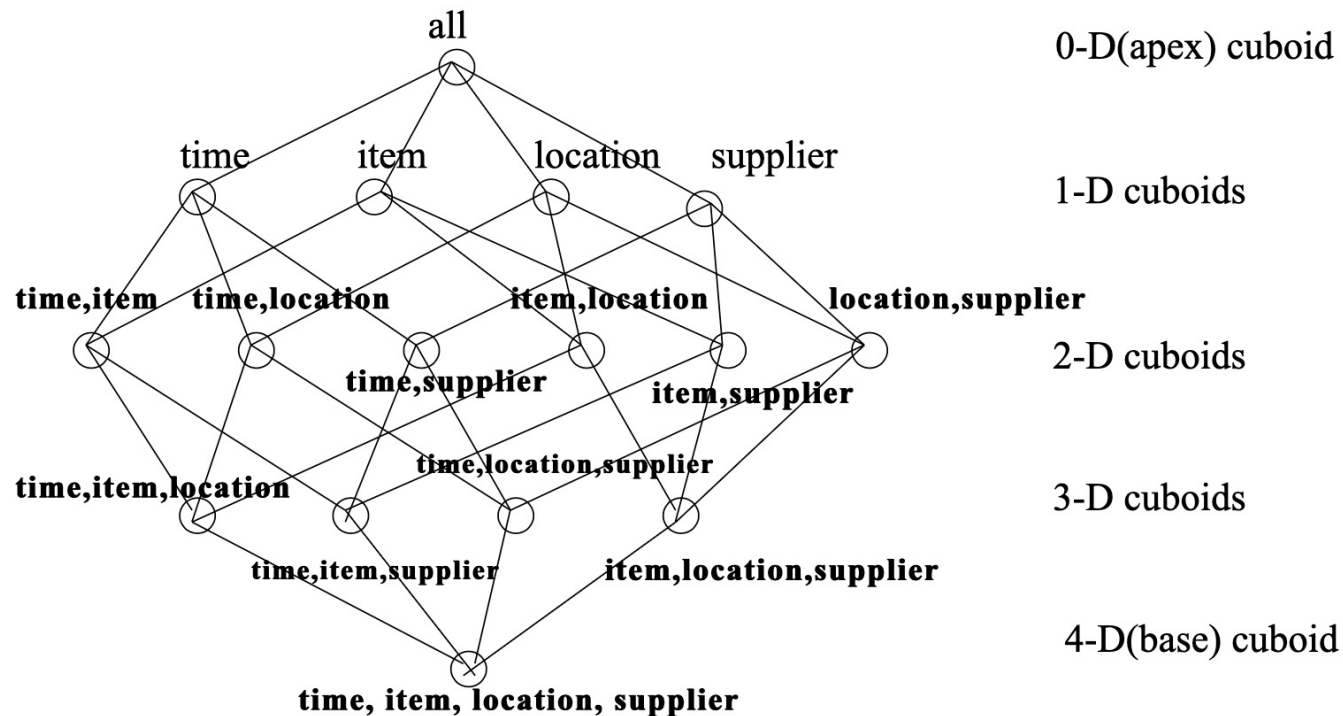 all
0-D(apex) cuboid
time
item
location
supplier
1-D cuboids
time,item
time,location
item,location
location,supplier
2-D cuboids
time,supplier
item,supplier
time,location,supplier
time,item,location
3-D cuboids
time,item,supplier
item,location,supplier
4-D(base) cuboid
time, item, location, supplier